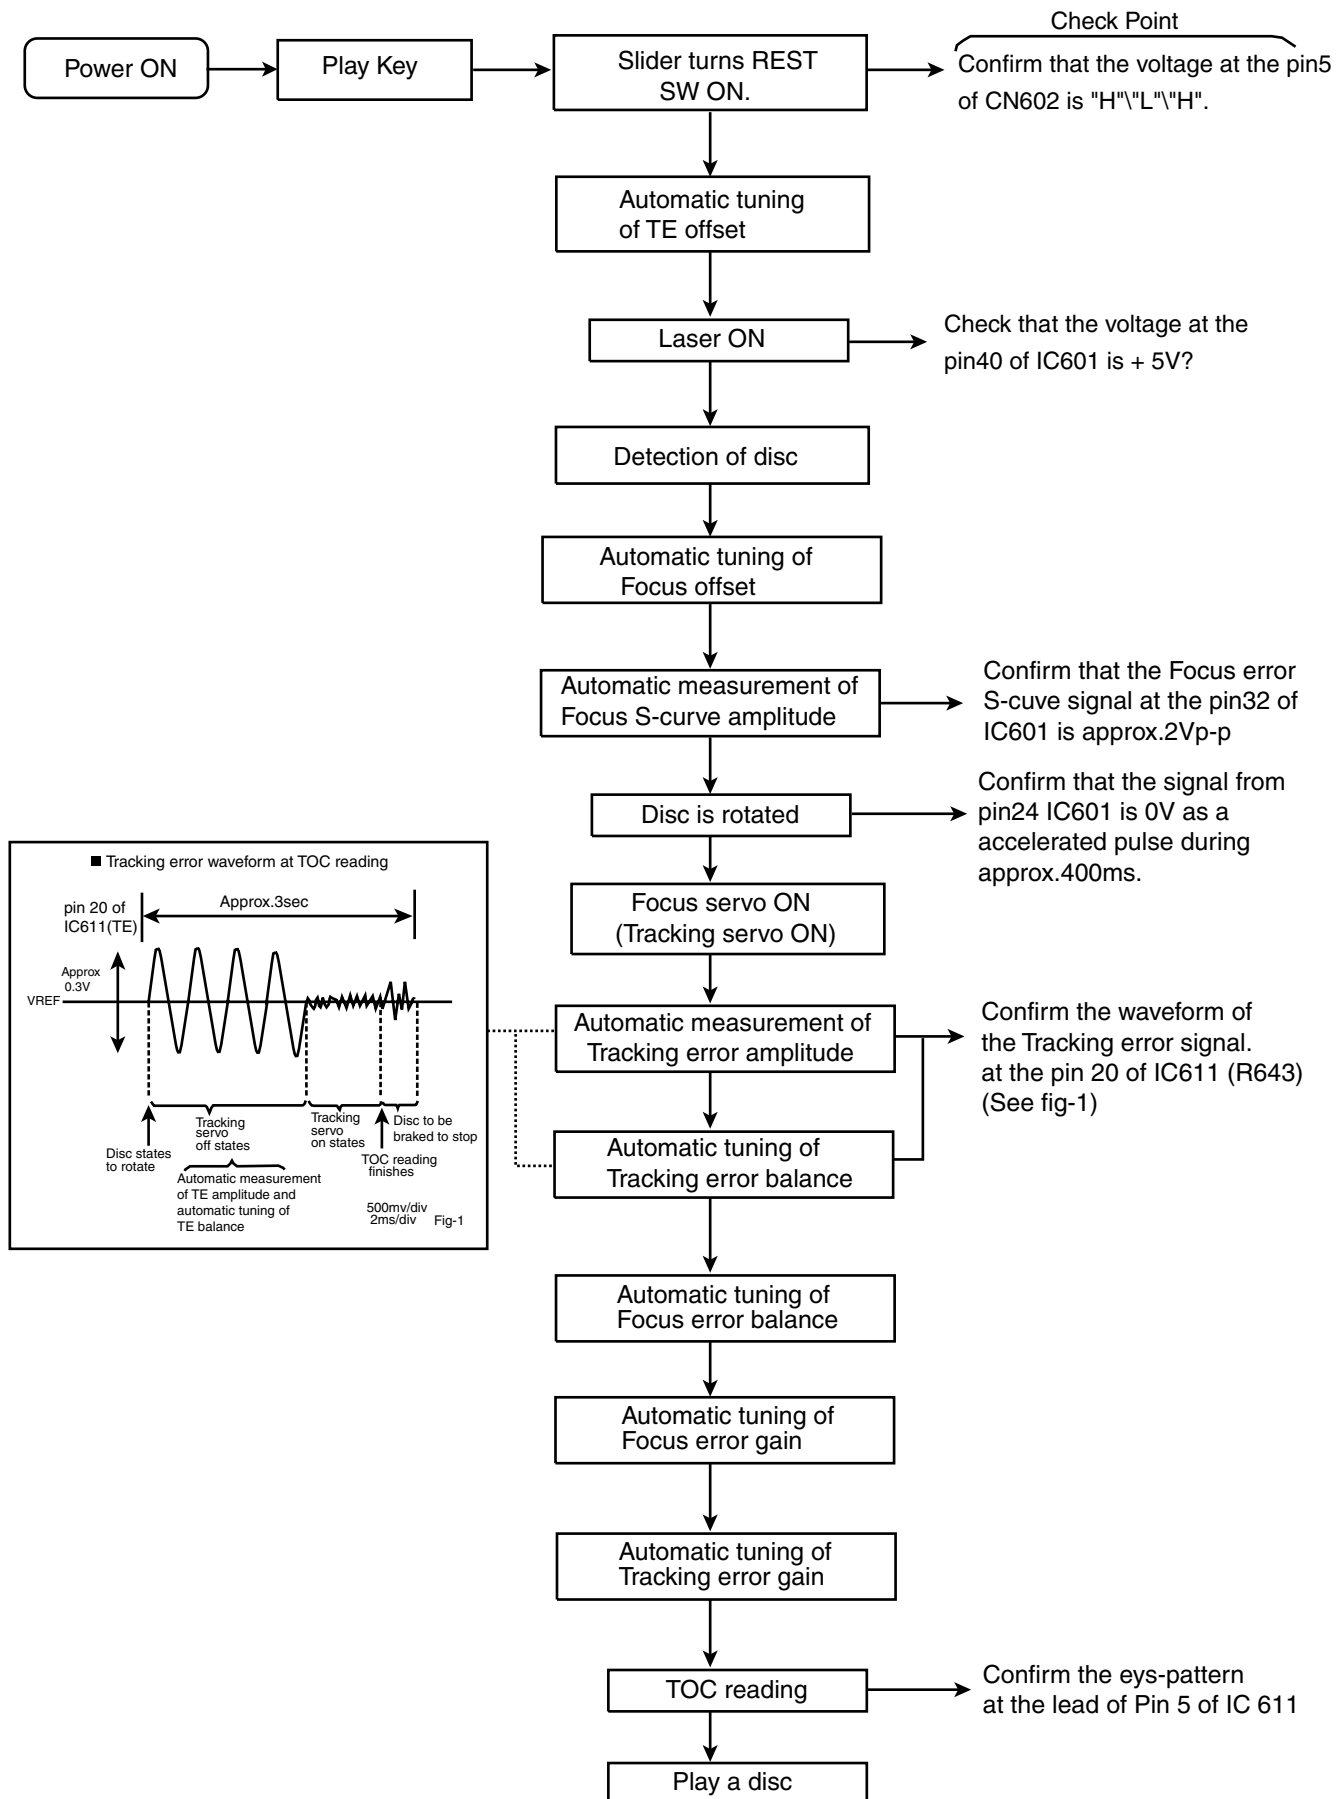 Check Point
Power ON
Play Key
Slider turns REST
SW ON.
Confirm that the voltage at the pin5
of CN602 is "H"\"L"\"H".
Automatic tuning
of TE offset
Laser ON
Check that the voltage at the
pin40 of IC601 is + 5V?
Detection of disc
Automatic tuning of
Focus offset
Automatic measurement of
Focus S-curve amplitude
Confirm that the Focus error
S-cuve signal at the pin32 of
IC601 is approx.2Vp-p
Disc is rotated
Confirm that the signal from
pin24 IC601 is 0V as a
accelerated pulse during
approx.400ms.
Focus servo ON
(Tracking servo ON)
■ Tracking error waveform at TOC reading
pin 20 of
IC611(TE)
Approx.3sec
Approx
0.3V
VREF
Disc states
to rotate
Tracking
servo
off states
Tracking
servo
on states
Disc to be
braked to stop
TOC reading
finishes
Automatic measurement
of TE amplitude and
automatic tuning of
TE balance
500mv/div
2ms/div
Fig-1
Automatic measurement of
Tracking error amplitude
Confirm the waveform of
the Tracking error signal.
at the pin 20 of IC611 (R643)
(See fig-1)
Automatic tuning of
Tracking error balance
Automatic tuning of
Focus error balance
Automatic tuning of
Focus error gain
Automatic tuning of
Tracking error gain
TOC reading
Confirm the eys-pattern
at the lead of Pin 5 of IC 611
Play a disc